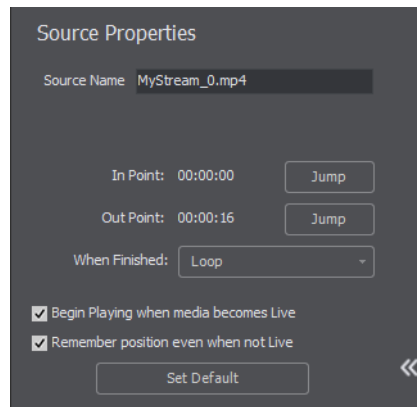 Source Properties
Source Name MyStream_0.mp4
In Point: 00:00:00 Jump
Out Point: 00:00:16 Jump
When Finished: Loop
Begin Playing when media becomes Live
Remember position even when not Live
Set Default